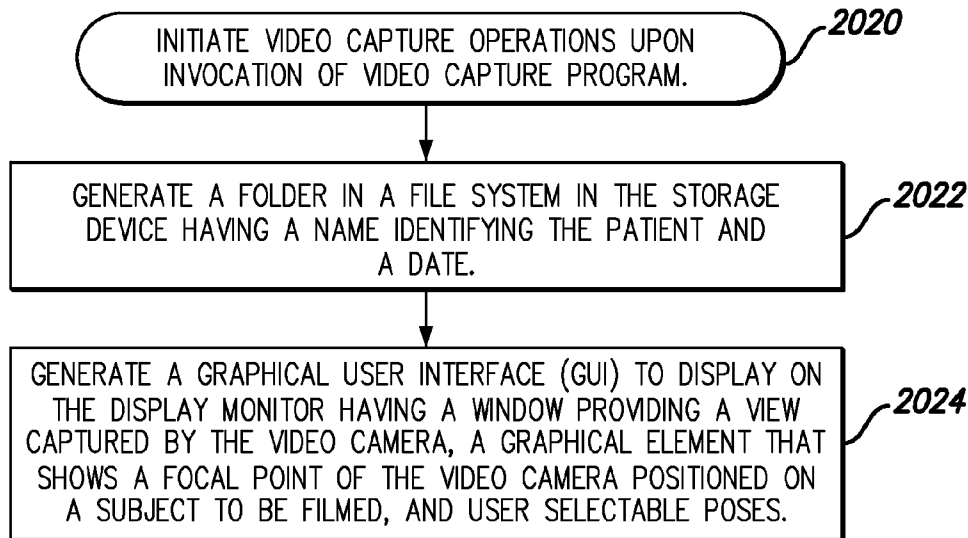 INITIATE VIDEO CAPTURE OPERATIONS UPON
INVOCATION OF VIDEO CAPTURE PROGRAM.
2020
GENERATE A FOLDER IN A FILE SYSTEM IN THE STORAGE
DEVICE HAVING A NAME IDENTIFYING THE PATIENT AND
A DATE.
2022
GENERATE A GRAPHICAL USER INTERFACE (GUI) TO DISPLAY ON
THE DISPLAY MONITOR HAVING A WINDOW PROVIDING A VIEW
CAPTURED BY THE VIDEO CAMERA, A GRAPHICAL ELEMENT THAT
SHOWS A FOCAL POINT OF THE VIDEO CAMERA POSITIONED ON
A SUBJECT TO BE FILMED, AND USER SELECTABLE POSES.
2024